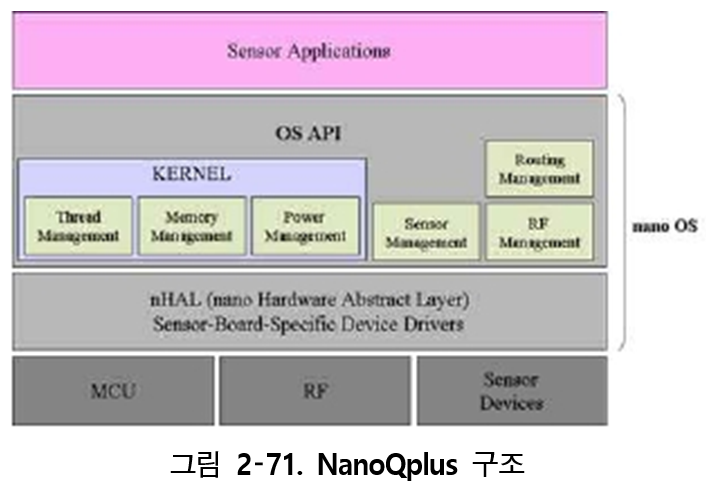 Sensor Applications
OS API
KERNEL
Thread
Management
Memory
Management
Power
Management
Sensor
Management
Routing
Management
RF
Management
nano OS
nHAL (nano Hardware Abstract Layer)
Sensor-Board-Specific Device Drivers
MCU
RF
Sensor
Devices
그림 2-71. NanoQplus 구조